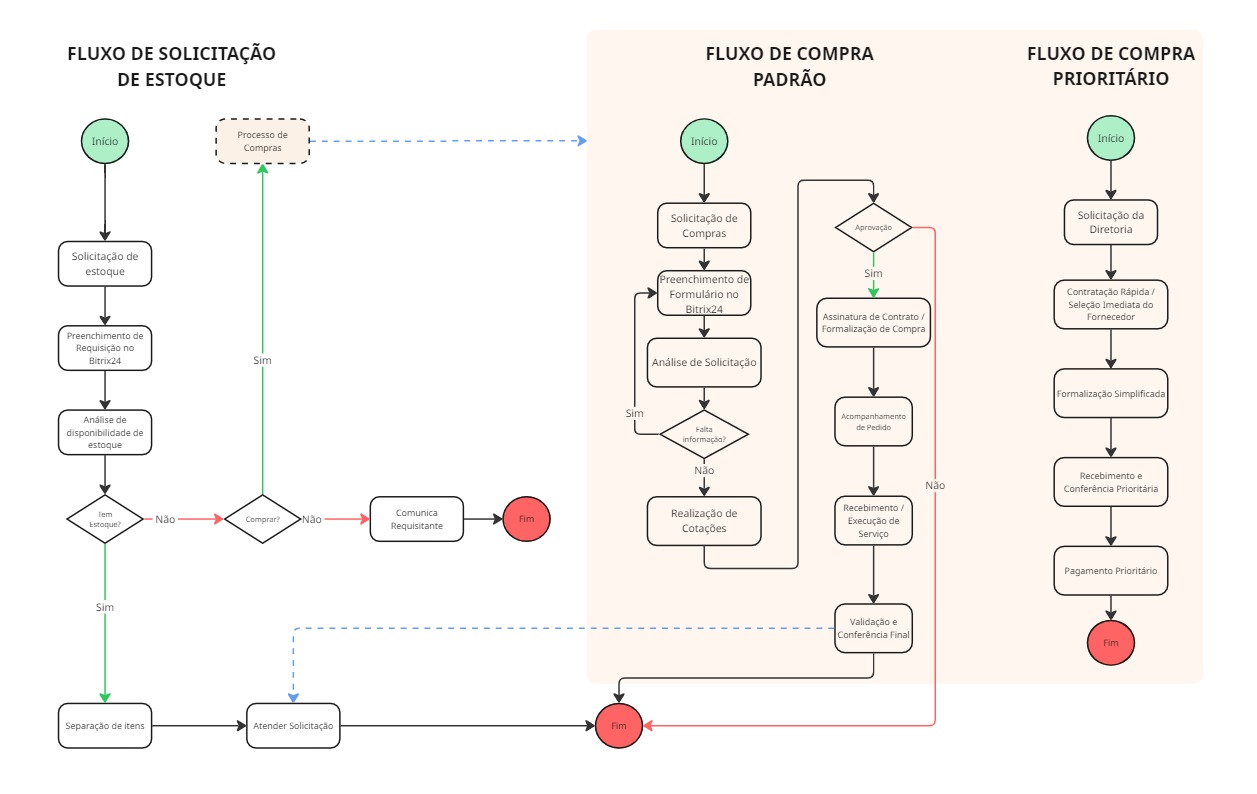 FLUXO DE SOLICITAÇÃO
DE ESTOQUE
Início
Solicitação de
estoque
Preenchimento de
Requisição no
Bitrix24
Análise de
disponibilidade de
estoque
Tem
Estoque?
Não
Sim
Separação de itens
Atender Solicitação
Comprar?
Sim
Processo de
Compras
Não
Comunica
Requisitante
Fim
FLUXO DE COMPRA
PADRÃO
Início
Solicitação de
Compras
Preenchimento de
Formulário no
Bitrix24
Análise de Solicitação
Falta
informação?
Sim
Não
Realização de
Cotações
Aprovação
Sim
Assinatura de Contrato /
Formalização de Compra
Acompanhamento
de Pedido
Não
Recebimento /
Execução de
Serviço
Validação e
Conferência Final
Fim
FLUXO DE COMPRA
PRIORITÁRIO
Início
Solicitação da
Diretoria
Contratação Rápida /
Seleção Imediata do
Fornecedor
Formalização Simplificada
Recebimento e
Conferência Prioritária
Pagamento Prioritário
Fim